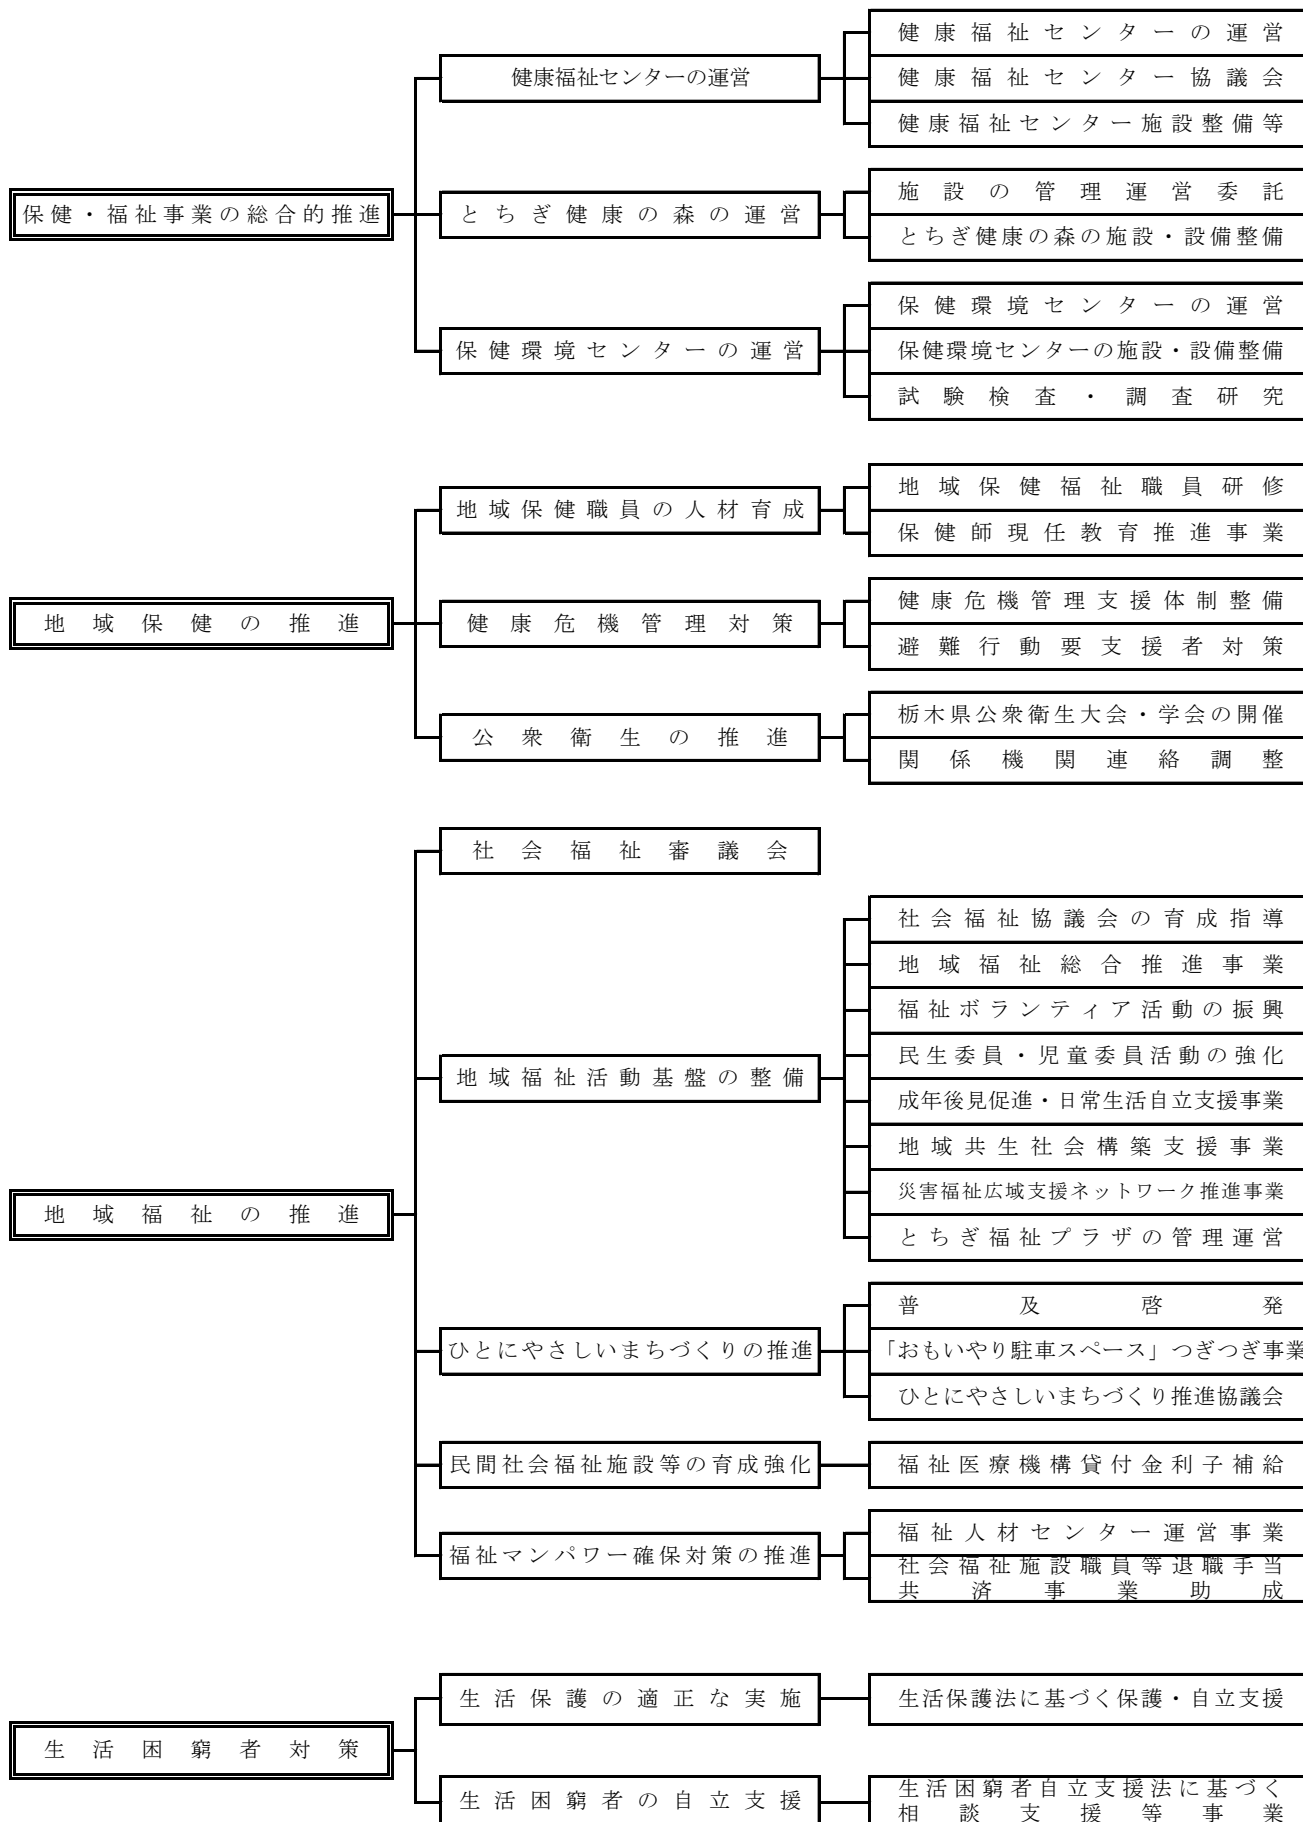 保健・福祉事業の総合的推進
健康福祉センターの運営
健康福祉センターの運営
健康福祉センター協議会
健康福祉センター施設整備等
とちぎ健康の森の運営
施設の管理運営委託
とちぎ健康の森の施設・設備整備
保健環境センターの運営
保健環境センターの運営
保健環境センターの施設・設備整備
試験検査・調査研究
地域保健の推進
地域保健職員の人材育成
地域保健福祉職員研修
保健師現任教育推進事業
健康危機管理対策
健康危機管理支援体制整備
避難行動要支援者対策
公衆衛生の推進
栃木県公衆衛生大会・学会の開催
関係機関連絡調整
地域福祉の推進
社会福祉審議会
地域福祉活動基盤の整備
社会福祉協議会の育成指導
地域福祉総合推進事業
福祉ボランティア活動の振興
民生委員・児童委員活動の強化
成年後見促進・日常生活自立支援事業
地域共生社会構築支援事業
災害福祉広域支援ネットワーク推進事業
とちぎ福祉プラザの管理運営
ひとにやさしいまちづくりの推進
普及啓発
「おもいやり駐車スペース」つぎつぎ事業
ひとにやさしいまちづくり推進協議会
民間社会福祉施設等の育成強化
福祉医療機構貸付金利子補給
福祉マンパワー確保対策の推進
福祉人材センター運営事業
社会福祉施設職員等退職手当
共済事業助成
生活困窮者対策
生活保護の適正な実施
生活保護法に基づく保護・自立支援
生活困窮者の自立支援
生活困窮者自立支援法に基づく
相談支援等事業